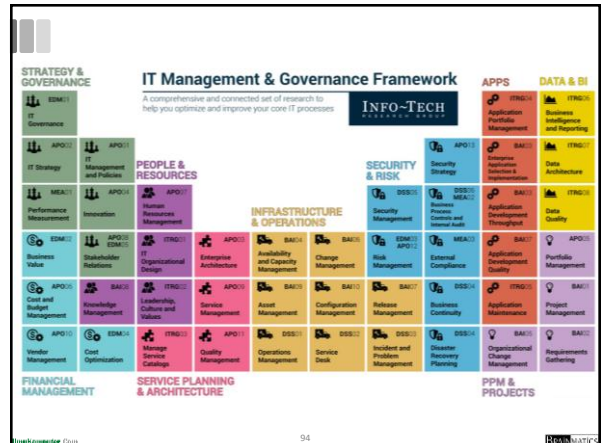 STRATEGY &
GOVERNANCE
IT Management & Governance Framework
A comprehensive and connected set of research to
help you optimize and improve your core IT processes
INFO~TECH
RESEARCH GROUP
APPS
DATA & BI
EDM01
IT
Governance
ITRG04
Application
Portfolio
Management
ITRG06
Business
Intelligence
and Reporting
APO02
IT Strategy
APO01
IT
Management
and Policies
PEOPLE &
RESOURCES
SECURITY
& RISK
APO13
Security
Strategy
BAI03
Enterprise
Application
Selection &
Implementation
ITRG07
Data
Architecture
MEA01
Performance
Measurement
APO04
Innovation
APO07
Human
Resources
Management
INFRASTRUCTURE
& OPERATIONS
DSS05
Security
Management
DSS06
MEA02
Business
Process
Controls and
Internal Audit
Application
Development
Throughput
ITRG08
Data
Quality
EDM02
Business
Value
APO08
EDM05
Stakeholder
Relations
ITRG01
IT
Organizational
Design
APO03
Enterprise
Architecture
BAI04
Availability
and Capacity
Management
BAI06
Change
Management
EDM03
APO12
Risk
Management
MEA03
External
Compliance
BAI07
Application
Development
Quality
APO05
Portfolio
Management
APO06
Cost and
Budget
Management
BAI08
Knowledge
Management
ITRG02
Leadership,
Culture and
Values
APO09
Service
Management
BAI09
Asset
Management
BAI10
Configuration
Management
BAI07
Release
Management
DSS04
Business
Continuity
ITRG05
Application
Maintenance
BAI01
Project
Management
APO10
Vendor
Management
EDM04
Cost
Optimization
ITRG03
Manage
Service
Catalogs
APO11
Quality
Management
DSS01
Operations
Management
DSS02
Service
Desk
DSS03
Incident and
Problem
Management
DSS04
Disaster
Recovery
Planning
BAI05
Organizational
Change
Management
BAI02
Requirements
Gathering
FINANCIAL
MANAGEMENT
SERVICE PLANNING
& ARCHITECTURE
PPM &
PROJECTS
94
BRAINMATICS